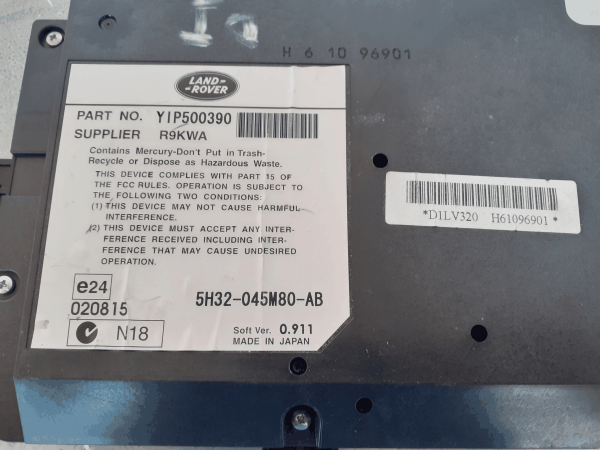 H 6 10 96901
LAND-
-ROVER
PART NO. YIP500390
SUPPLIER R9KWA
Contains Mercury-Don't Put in Trash-
Recycle or Dispose as Hazardous Waste.
THIS DEVICE COMPLIES WITH PART 15 OF
THE FCC RULES. OPERATION IS SUBJECT TO
THE FOLLOWING TWO CONDITIONS:
(1) THIS DEVICE MAY NOT CAUSE HARMFUL
INTERFERENCE.
(2) THIS DEVICE MUST ACCEPT ANY INTER-
FERENCE RECEIVED INCLUDING INTER-
FERENCE THAT MAY CAUSE UNDESIRED
OPERATION.
e24
020815
5H32-045M80-AB
N18
Soft Ver. 0.911
MADE IN JAPAN
*D1LV320 H61096901*